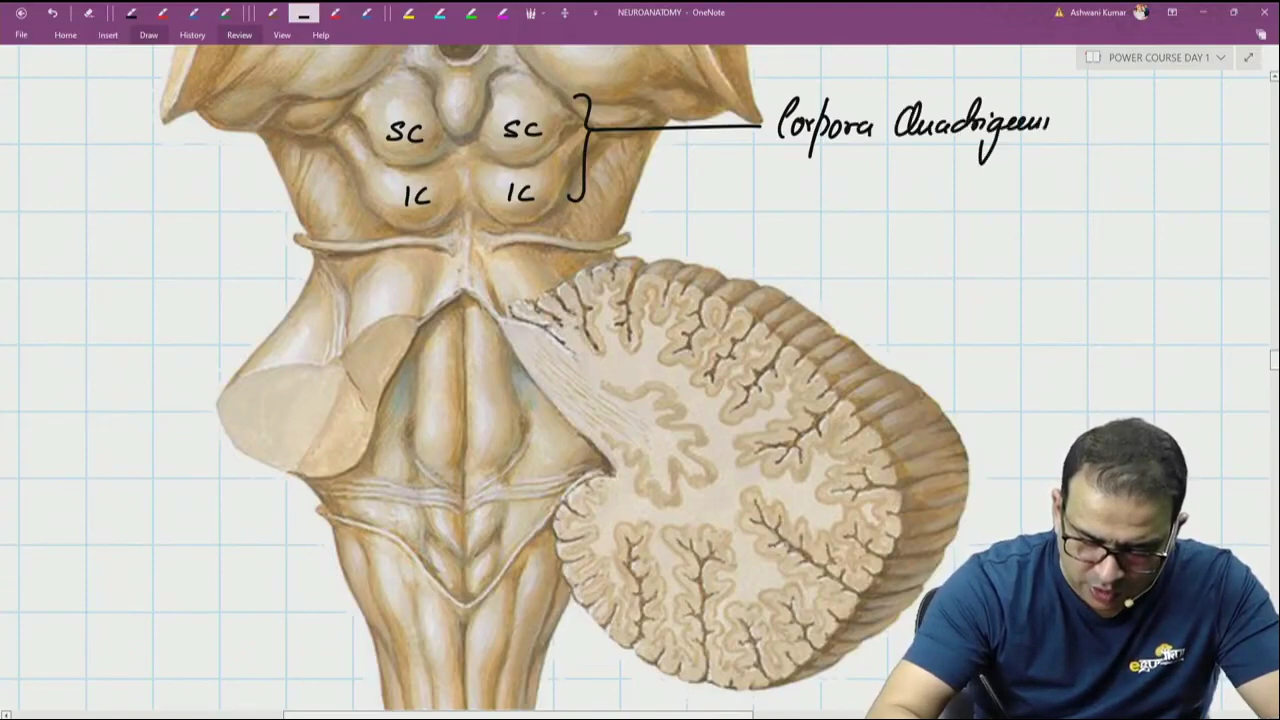 NEUROANATOMY - OneNote
Ashwani Kumar
File Home Insert Draw History Review View Help
POWER COURSE DAY 1
SC SC
IC IC
Corpora Quadrigemi